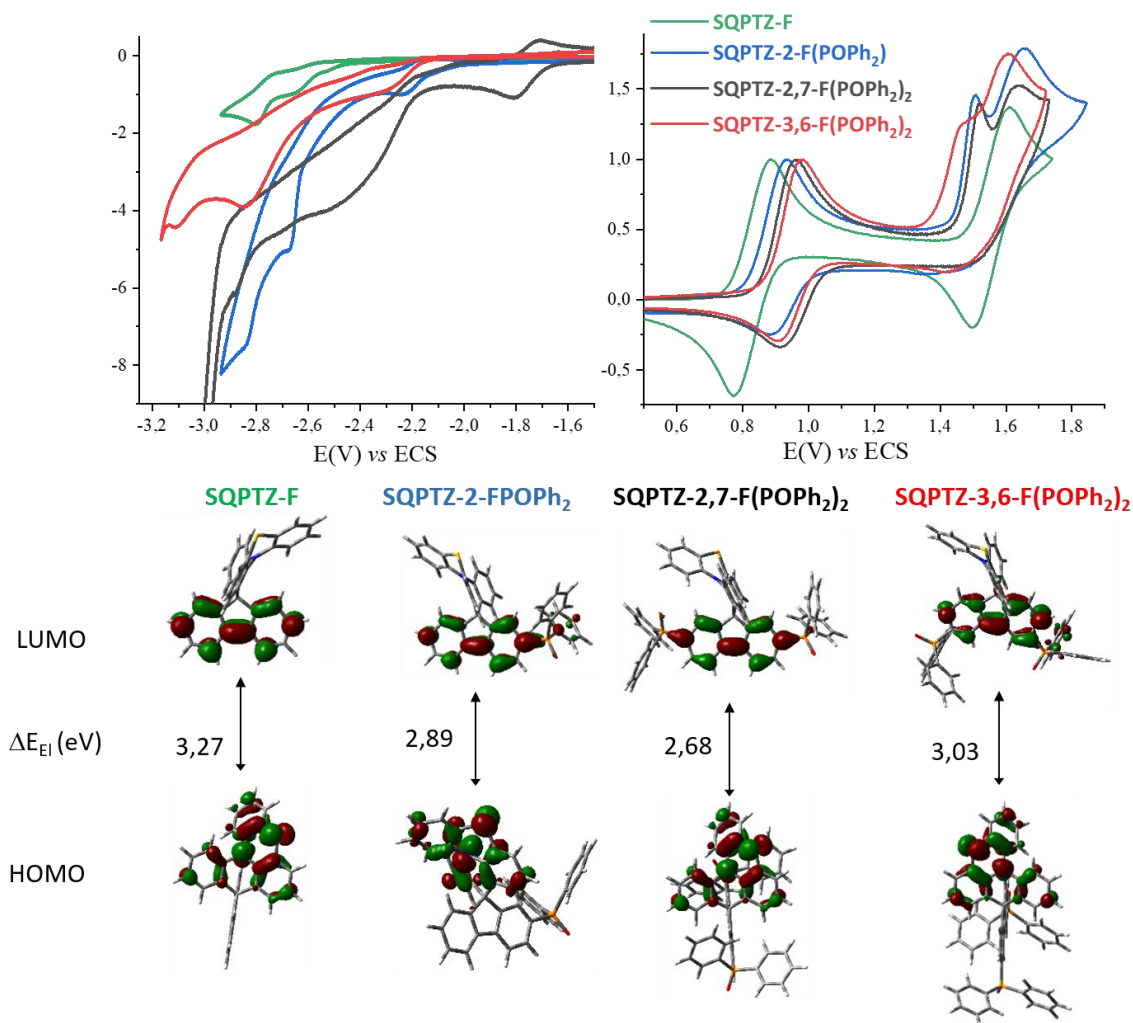 0
-2
-4
-6
-8
-3,2
-3,0
-2,8
-2,6
-2,4
-2,2
-2,0
-1,8
-1,6
E(V) vs ECS
SQPTZ-F
SQPTZ-2-F(POPh₂)
SQPTZ-2,7-F(POPh₂)₂
SQPTZ-3,6-F(POPh₂)₂
1,5
1,0
0,5
0,0
-0,5
0,6
0,8
1,0
1,2
1,4
1,6
1,8
E(V) vs ECS
SQPTZ-F
SQPTZ-2-FPOPh₂
SQPTZ-2,7-F(POPh₂)₂
SQPTZ-3,6-F(POPh₂)₂
LUMO
ΔE_El (eV)
3,27
2,89
2,68
3,03
HOMO